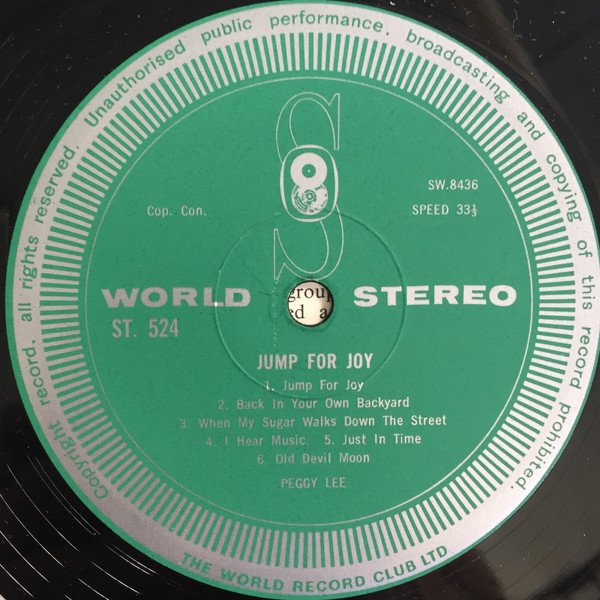 Copyright record, all rights reserved. Unauthorised public performance, broadcasting and copying of this record prohibited.
SW.8436
Cop. Con.
SPEED 33⅓
WORLD STEREO
group
ed a
ST. 524
JUMP FOR JOY
1. Jump For Joy
2. Back In Your Own Backyard
3. When My Sugar Walks Down The Street
4. I Hear Music. 5. Just In Time
6. Old Devil Moon
PEGGY LEE
THE WORLD RECORD CLUB LTD.